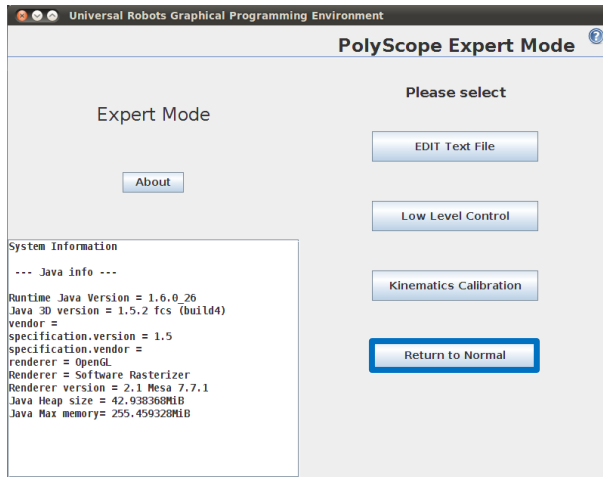 Universal Robots Graphical Programming Environment
PolyScope Expert Mode
?
Expert Mode
About
System Information
--- Java info ---
Runtime Java Version = 1.6.0_26
Java 3D version = 1.5.2 fcs (build4)
vendor =
specification.version = 1.5
specification.vendor =
renderer = OpenGL
Renderer = Software Rasterizer
Renderer version = 2.1 Mesa 7.7.1
Java Heap size = 42.938368MiB
Java Max memory= 255.459328MiB
Please select
EDIT Text File
Low Level Control
Kinematics Calibration
Return to Normal